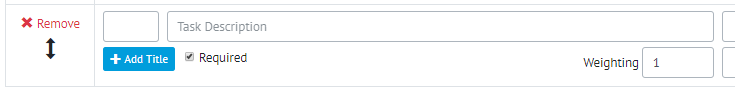 Remove
Task Description
Add Title
Required
Weighting 1